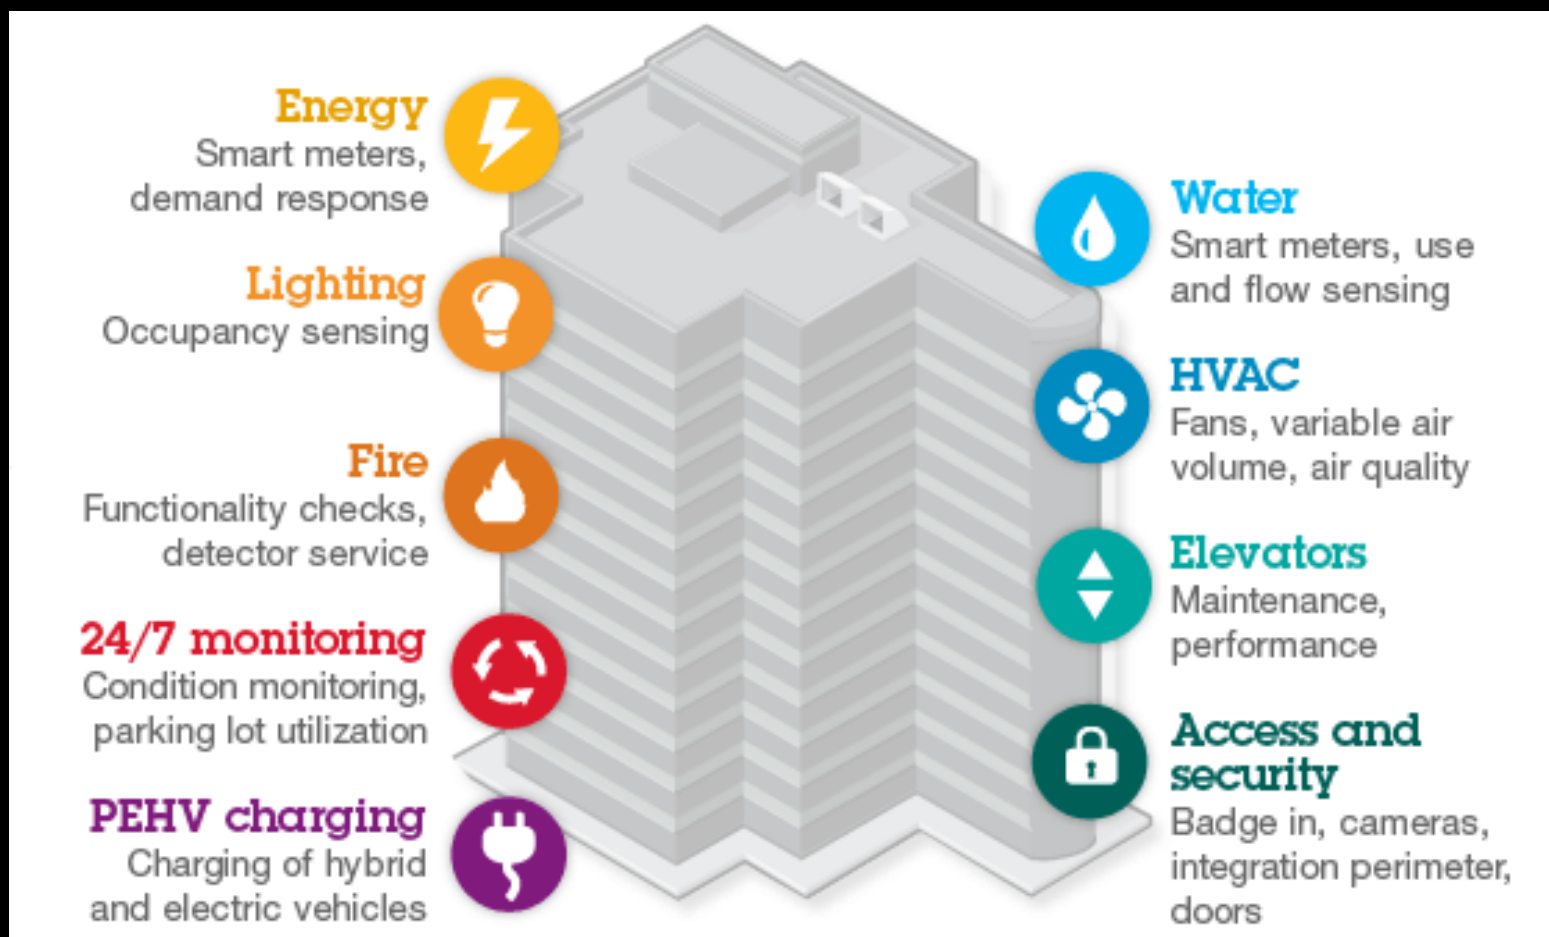 Energy
Smart meters,
demand response
Lighting
Occupancy sensing
Fire
Functionality checks,
detector service
24/7 monitoring
Condition monitoring,
parking lot utilization
PEHV charging
Charging of hybrid
and electric vehicles
Water
Smart meters, use
and flow sensing
HVAC
Fans, variable air
volume, air quality
Elevators
Maintenance,
performance
Access and
security
Badge in, cameras,
integration perimeter,
doors